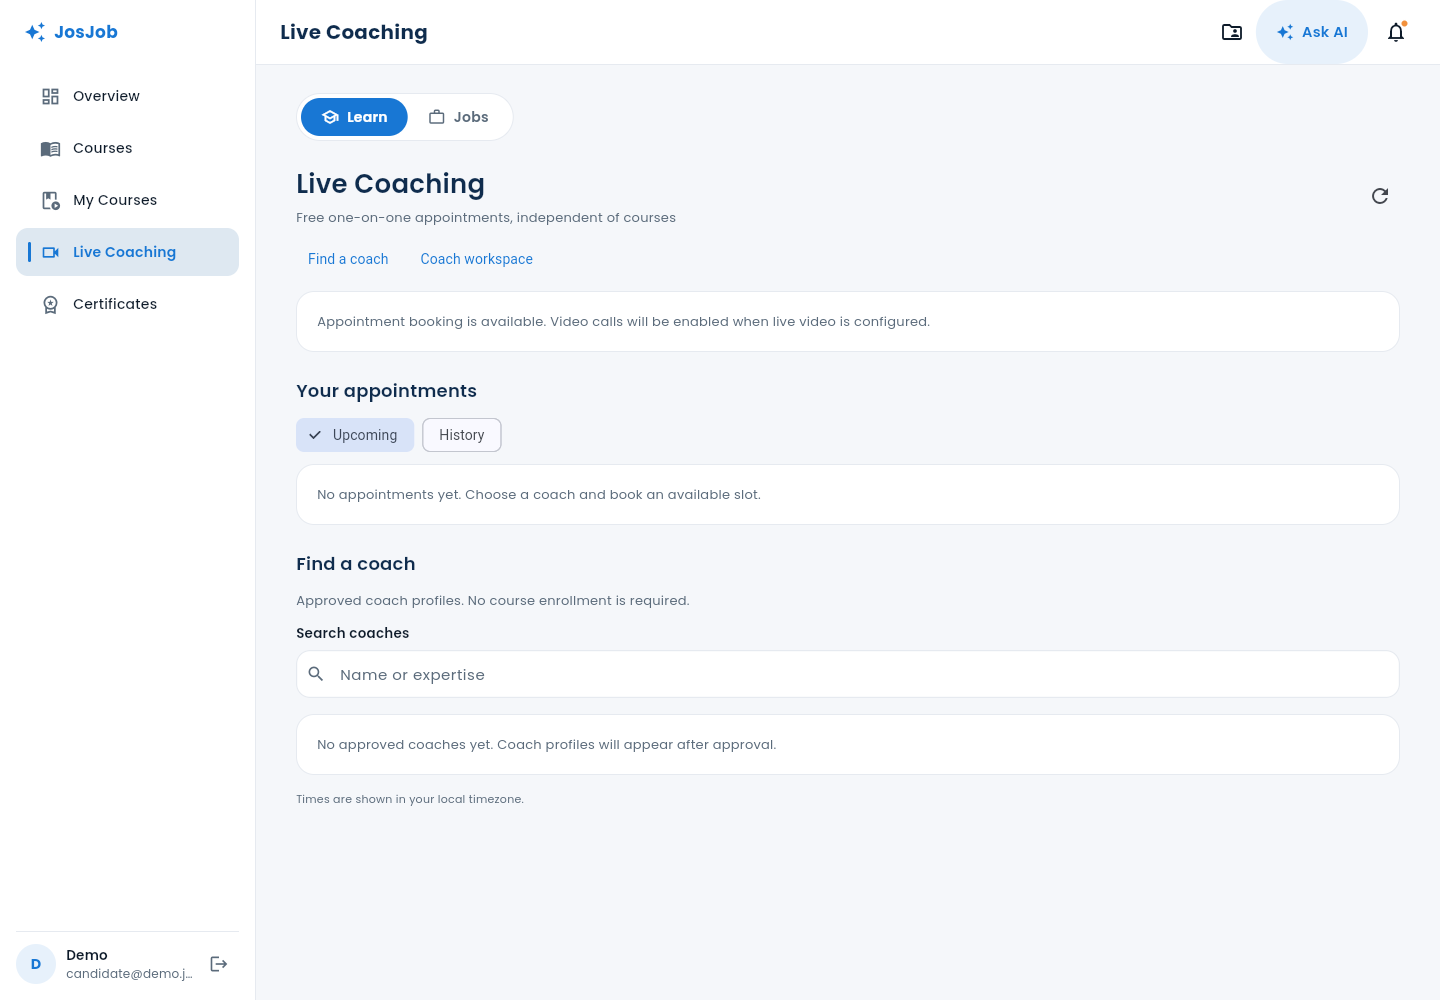 JosJob
Live Coaching
Ask AI
Overview
Courses
My Courses
Live Coaching
Certificates
Learn
Jobs
Live Coaching
Free one-on-one appointments, independent of courses
Find a coach
Coach workspace
Appointment booking is available. Video calls will be enabled when live video is configured.
Your appointments
Upcoming
History
No appointments yet. Choose a coach and book an available slot.
Find a coach
Approved coach profiles. No course enrollment is required.
Search coaches
Name or expertise
No approved coaches yet. Coach profiles will appear after approval.
Times are shown in your local timezone.
D
Demo
candidate@demo.j...